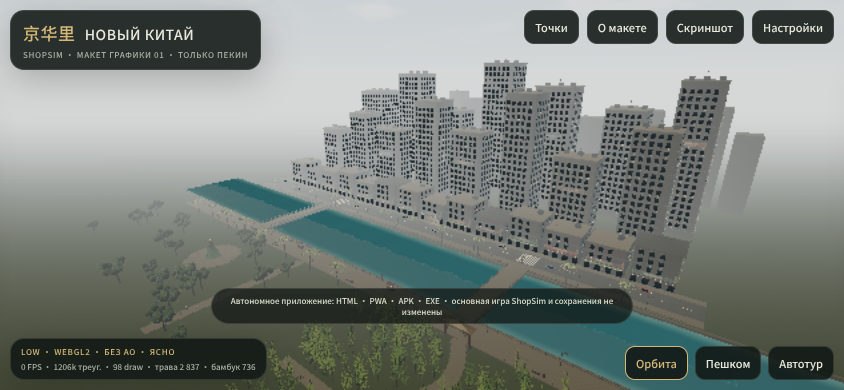 京华里 НОВЫЙ КИТАЙ
SHOPSIM • МАКЕТ ГРАФИКИ 01 • ТОЛЬКО ПЕКИН
Точки
О макете
Скриншот
Настройки
Автономное приложение: HTML • PWA • APK • EXE • основная игра ShopSim и сохранения не
изменены
LOW • WEBGL2 • БЕЗ AO • ЯСНО
0 FPS • 1206k треуг. • 98 draw • трава 2 837 • бамбук 736
Орбита
Пешком
Автотур